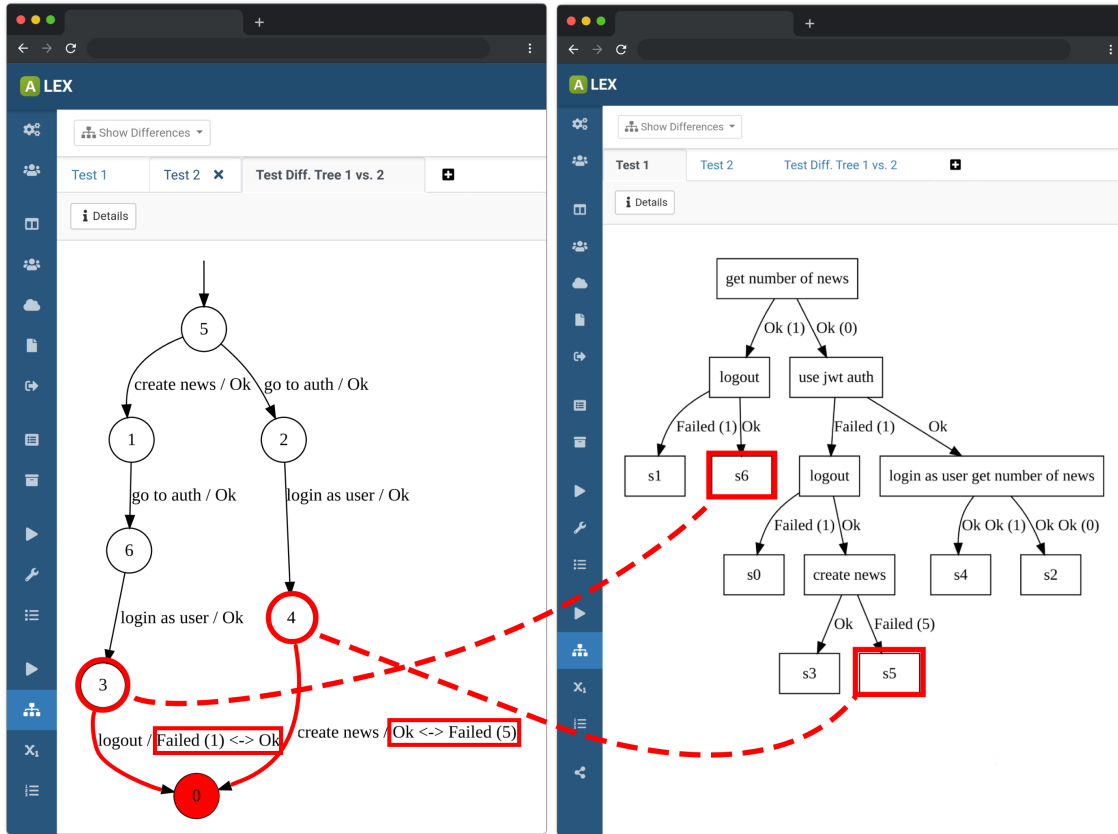 +
A LEX
Show Differences
Test 1
Test 2
Test Diff. Tree 1 vs. 2
i Details
5
create news / Ok
go to auth / Ok
1
2
go to auth / Ok
login as user / Ok
6
login as user / Ok
4
3
logout / Failed (1) <-> Ok
create news / Ok <-> Failed (5)
0
+
A LEX
Show Differences
Test 1
Test 2
Test Diff. Tree 1 vs. 2
i Details
get number of news
Ok (1)
Ok (0)
logout
use jwt auth
Failed (1)
Ok
Failed (1)
Ok
s1
s6
logout
login as user get number of news
Failed (1)
Ok
Ok Ok (1)
Ok Ok (0)
s0
create news
s4
s2
Ok
Failed (5)
s3
s5